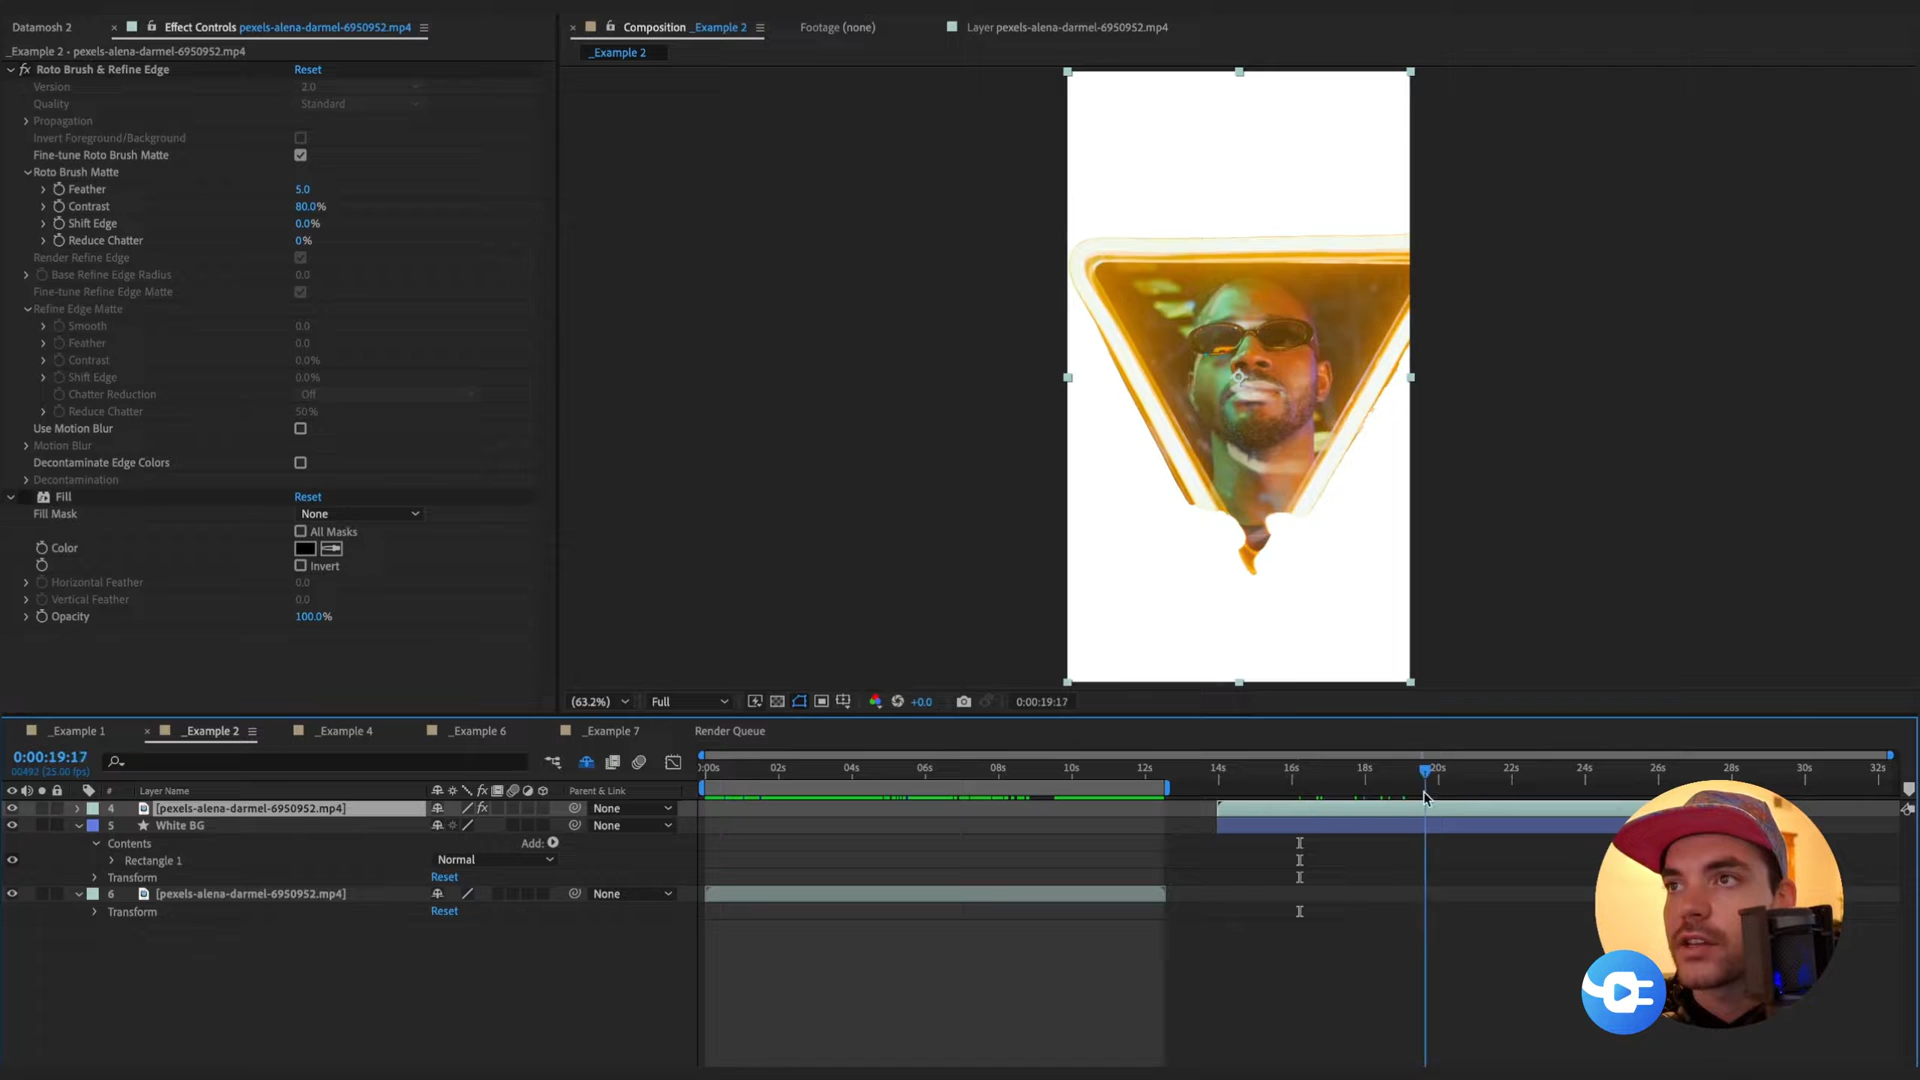 Datamosh 2
× Effect Controls pexels-alena-darmel-6950952.mp4
_Example 2 • pexels-alena-darmel-6950952.mp4
fx Roto Brush & Refine Edge Reset
Version 2.0
Quality Standard
Propagation
Invert Foreground/Background
Fine-tune Roto Brush Matte
Roto Brush Matte
Feather 5.0
Contrast 80.0%
Shift Edge 0.0%
Reduce Chatter 0%
Render Refine Edge
Base Refine Edge Radius 0.0
Fine-tune Refine Edge Matte
Refine Edge Matte
Smooth 0.0
Feather 0.0
Contrast 0.0%
Shift Edge 0.0%
Chatter Reduction Off
Reduce Chatter 50%
Use Motion Blur
Motion Blur
Decontaminate Edge Colors
Decontamination
Fill Reset
Fill Mask None
All Masks
Color
Invert
Horizontal Feather 0.0
Vertical Feather 0.0
Opacity 100.0%
× Composition _Example 2 Footage (none) Layer pexels-alena-darmel-6950952.mp4
_Example 2
(63.2%) Full +0.0 0:00:19:17
_Example 1 × _Example 2 _Example 4 _Example 6 _Example 7 Render Queue
0:00:19:17
00492 (25.00 fps)
# Layer Name fx Parent & Link
4 [pexels-alena-darmel-6950952.mp4] fx None
5 White BG None
Contents Add:
Rectangle 1 Normal
Transform Reset
6 [pexels-alena-darmel-6950952.mp4] None
Transform Reset
):00s 02s 04s 06s 08s 10s 12s 14s 16s 18s 20s 22s 24s 26s 28s 30s 32s